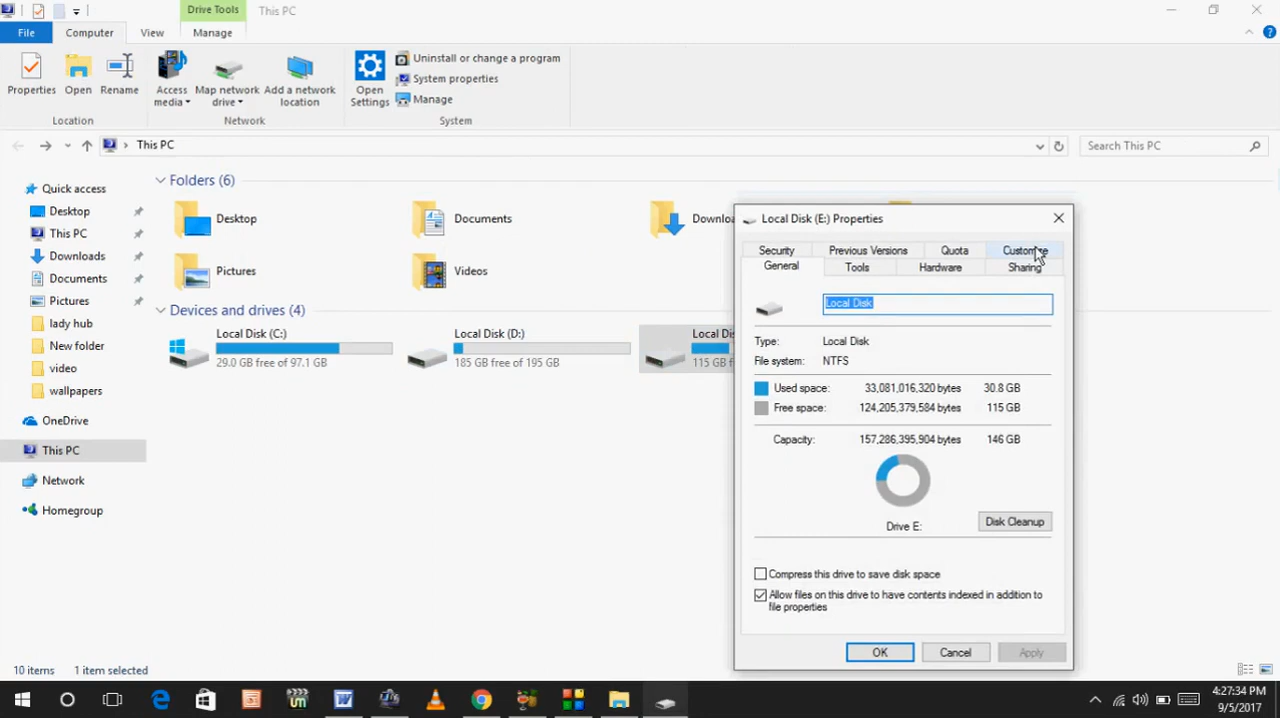 Drive Tools This PC
File Computer View Manage
Properties Open Rename
Location
Access media Map network drive Add a network location
Network
Open Settings
Uninstall or change a program
System properties
Manage
System
This PC
Search This PC
Quick access
Desktop
This PC
Downloads
Documents
Pictures
lady hub
New folder
video
wallpapers
OneDrive
This PC
Network
Homegroup
Folders (6)
Desktop
Documents
Downlo
Pictures
Videos
Devices and drives (4)
Local Disk (C:)
29.0 GB free of 97.1 GB
Local Disk (D:)
185 GB free of 195 GB
Local Dis
115 GB f
Local Disk (E:) Properties
Security Previous Versions Quota Customize
General Tools Hardware Sharing
Local Disk
Type: Local Disk
File system: NTFS
Used space: 33,081,016,320 bytes 30.8 GB
Free space: 124,205,379,584 bytes 115 GB
Capacity: 157,286,395,904 bytes 146 GB
Drive E:
Disk Cleanup
Compress this drive to save disk space
Allow files on this drive to have contents indexed in addition to
file properties
OK Cancel Apply
10 items 1 item selected
4:27:34 PM
9/5/2017